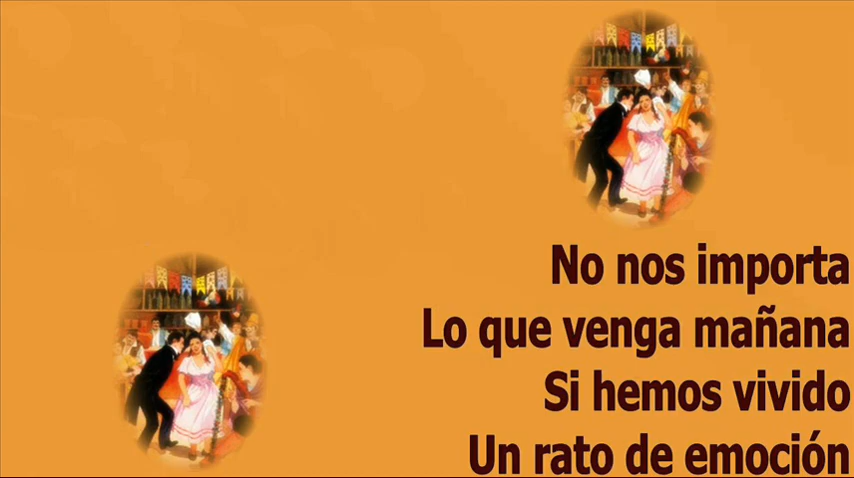 No nos importa
Lo que venga mañana
Si hemos vivido
Un rato de emoción